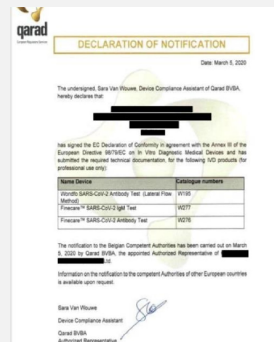 qarad
DECLARATION OF NOTIFICATION
Date: March 5, 2020
The undersigned, Sara Van Wouwe, Device Compliance Assistant of Qarad BVBA,
hereby declares that:
has signed the EC Declaration of Conformity in agreement with the Annex III of the
European Directive 98/79/EC on In Vitro Diagnostic Medical Devices and has
submitted the required technical documentation, for the following IVD products (for
professional use only)
Name Device Catalogue numbers
Wondfo SARS-CoV-2 Antibody Test (Lateral Flow W195
Method)
Finecare™ SARS-CoV-2 IgM Test W277
Finecare™ SARS-CoV-2 Antibody Test W276
The notification to the Belgian Competent Authorities has been carried out on March
5, 2020 by Qarad BVBA, the appointed Authorized Representative of
Ltd.
Information on the notification to the competent Authorities of other European countries
is available upon request.
Sara Van Wouwe
Device Compliance Assistant
Qarad BVBA
Authorized Representative